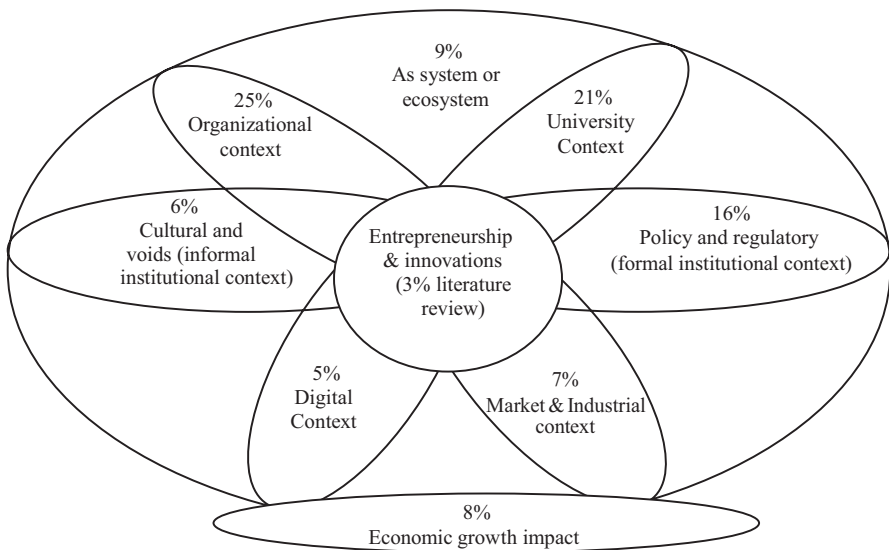 9%
As system or
ecosystem
25%
Organizational
context
21%
University
Context
6%
Cultural and
voids (informal
institutional context)
Entrepreneurship
& innovations
(3% literature
review)
16%
Policy and regulatory
(formal institutional context)
5%
Digital
Context
7%
Market & Industrial
context
8%
Economic growth impact